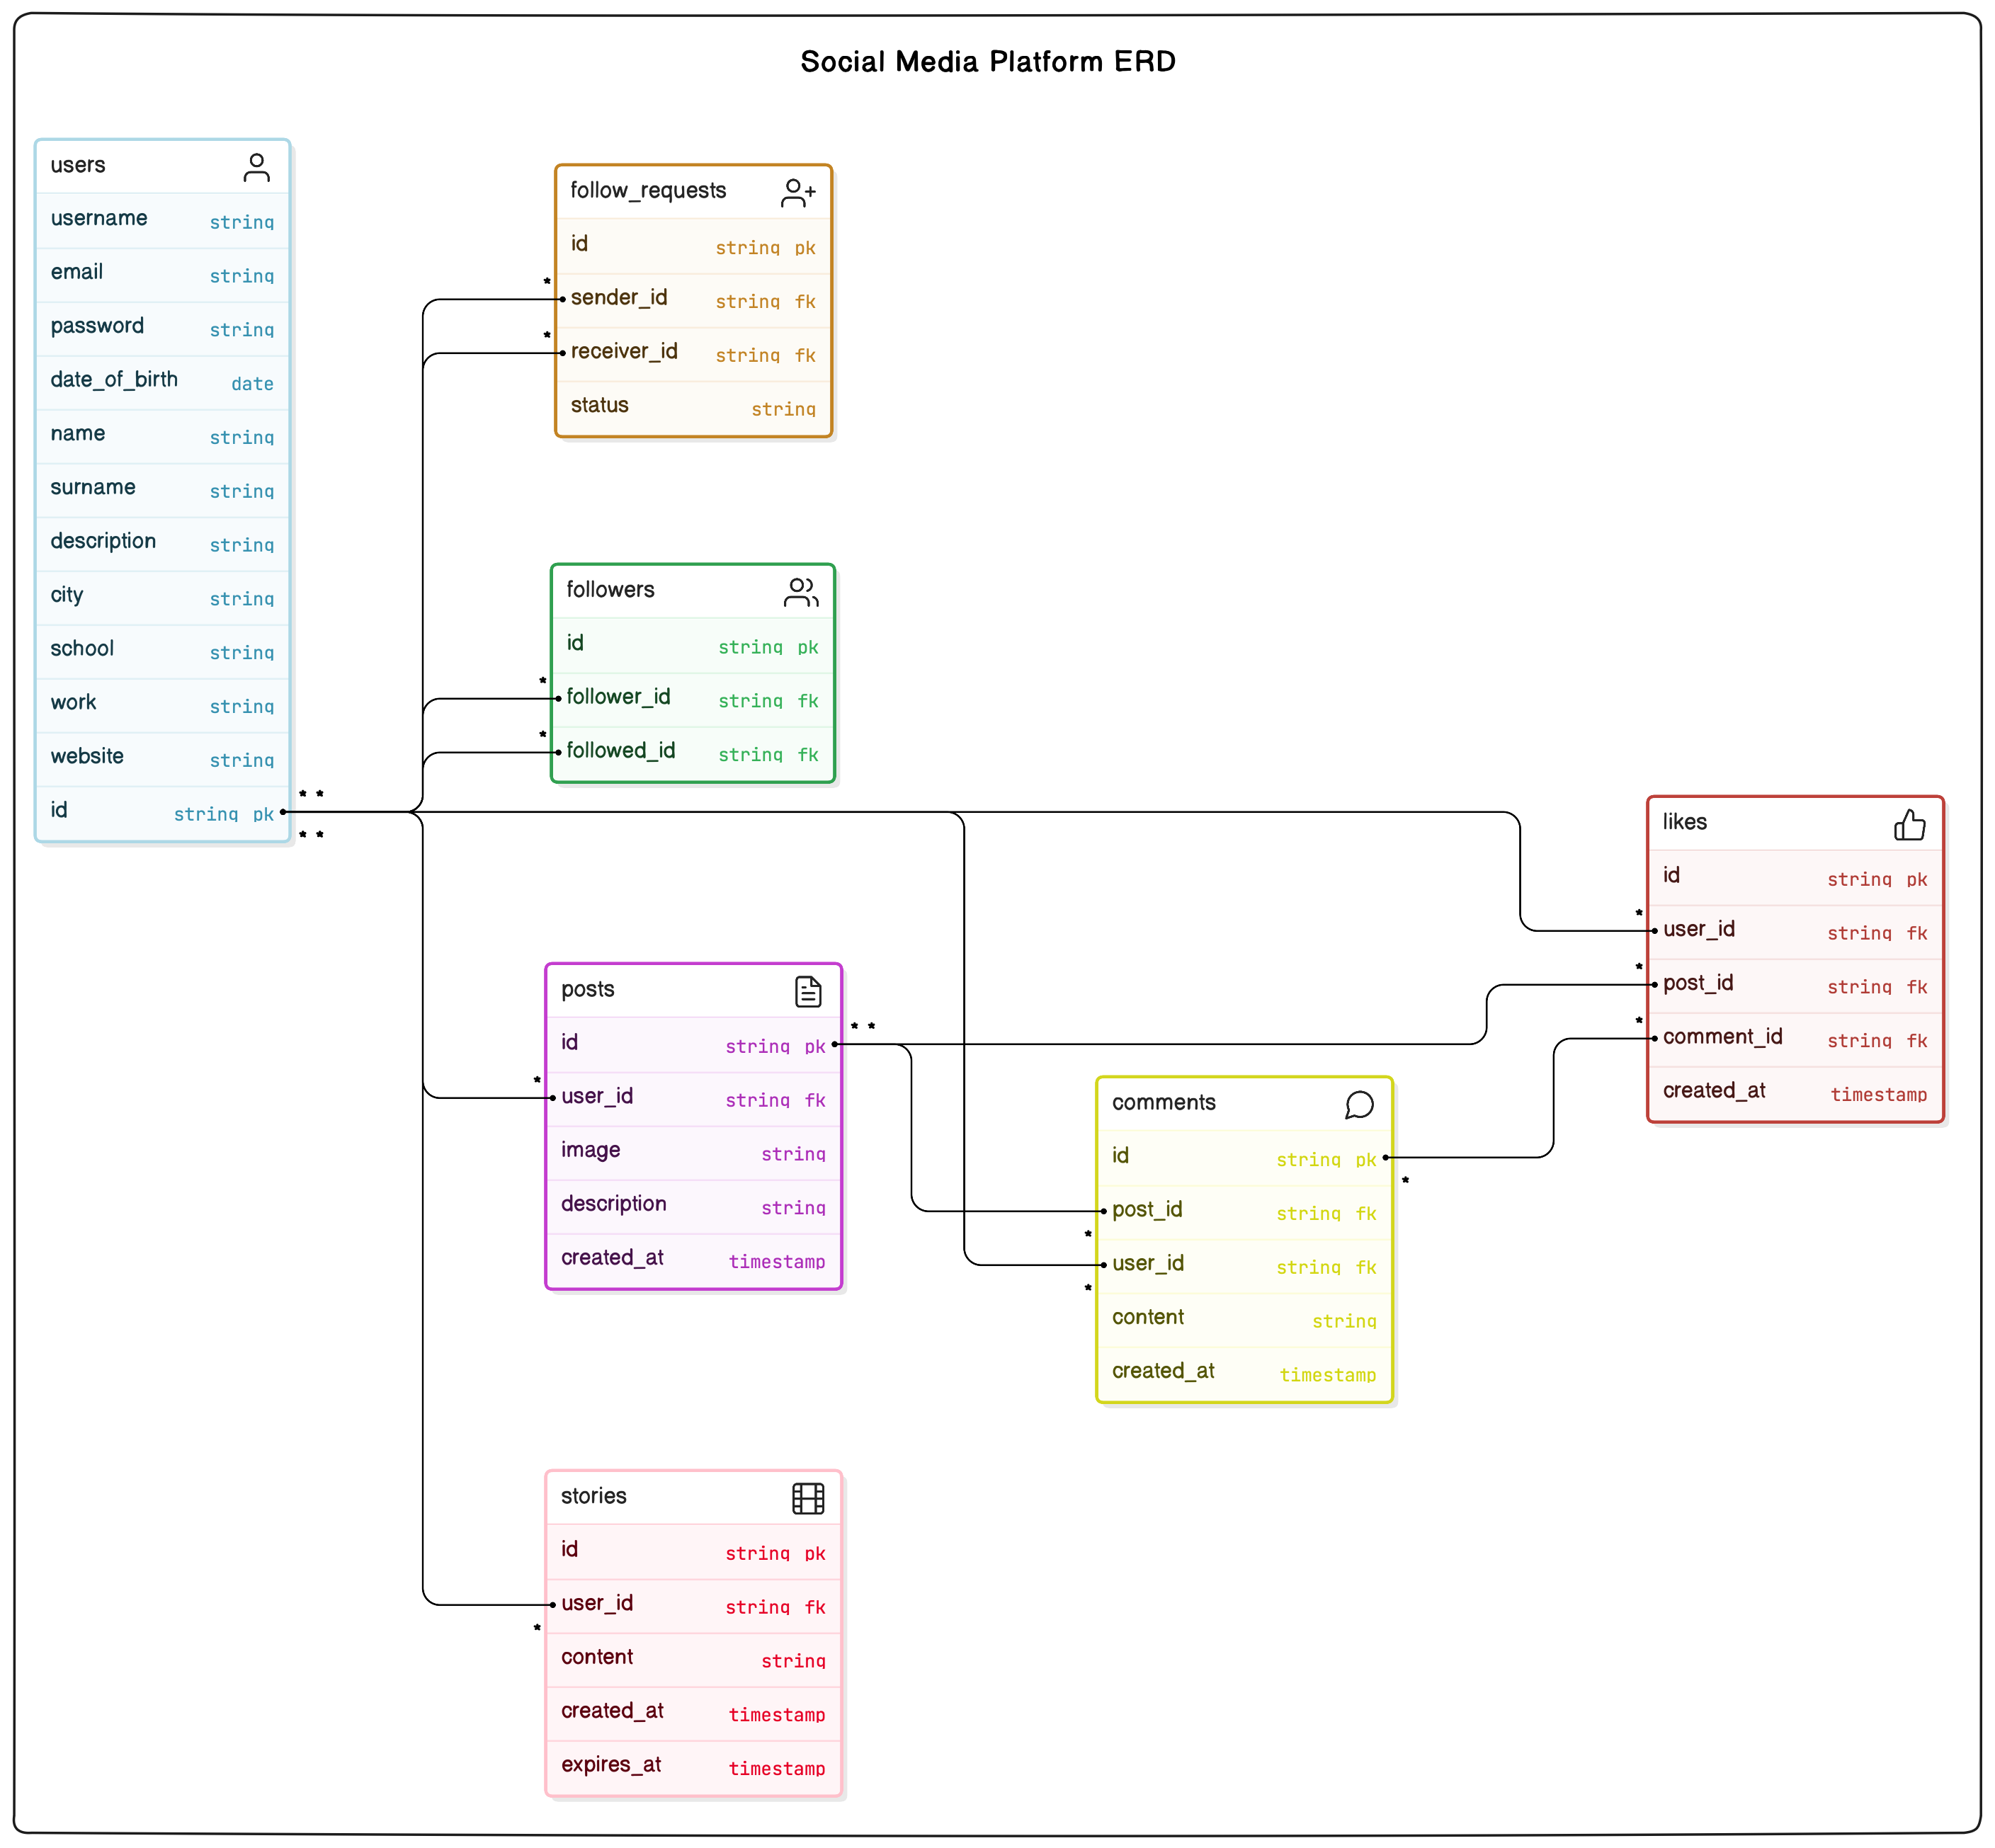 Social Media Platform ERD
users
username string
email string
password string
date_of_birth date
name string
surname string
description string
city string
school string
work string
website string
id string pk
* *
* *
follow_requests
id string pk
*
sender_id string fk
*
receiver_id string fk
status string
followers
id string pk
*
follower_id string fk
*
followed_id string fk
posts
id string pk
* *
*
user_id string fk
image string
description string
created_at timestamp
stories
id string pk
user_id string fk
*
content string
created_at timestamp
expires_at timestamp
comments
id string pk
*
post_id string fk
*
user_id string fk
*
content string
created_at timestamp
likes
id string pk
*
user_id string fk
*
post_id string fk
*
comment_id string fk
created_at timestamp